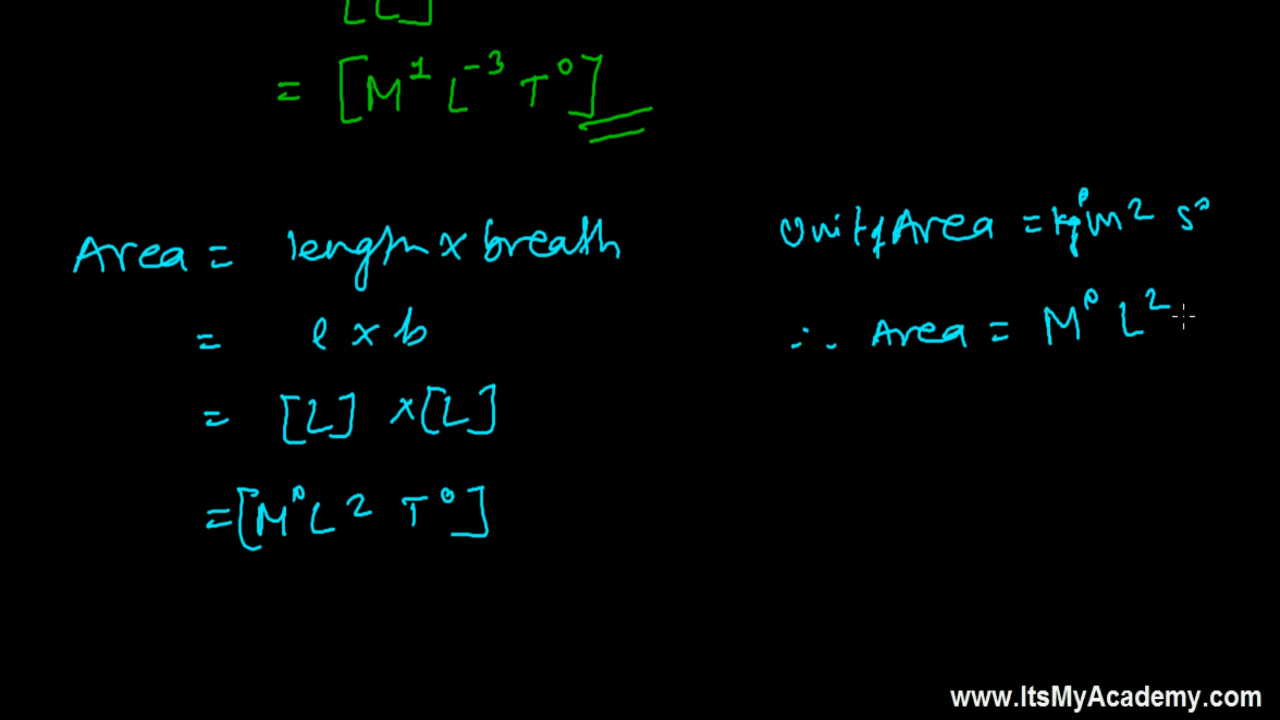 [L]
= [M¹ L⁻³ T⁰]
Area = length x breath
= l x b
= [L] x [L]
= [M⁰ L² T⁰]
Unit of Area = kg⁰ m² s⁰
∴ Area = M⁰ L²
www.ItsMyAcademy.com